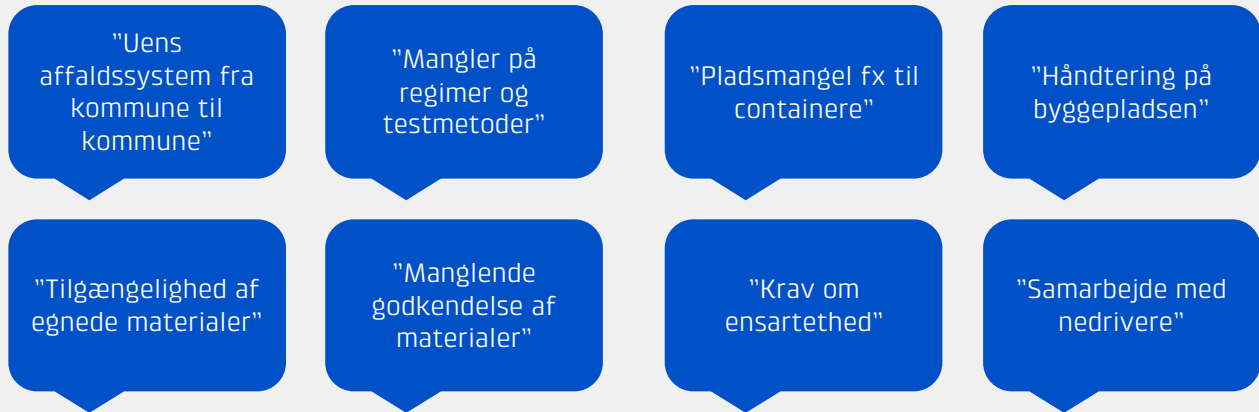 ”Uens
affaldssystem fra
kommune til
kommune”
”Mangler på
regimer og
testmetoder”
”Pladsmangel fx til
containere”
”Håndtering på
byggepladsen”
”Tilgængelighed af
egnede materialer”
”Manglende
godkendelse af
materialer”
”Krav om
ensartethed”
”Samarbejde med
nedrivere”